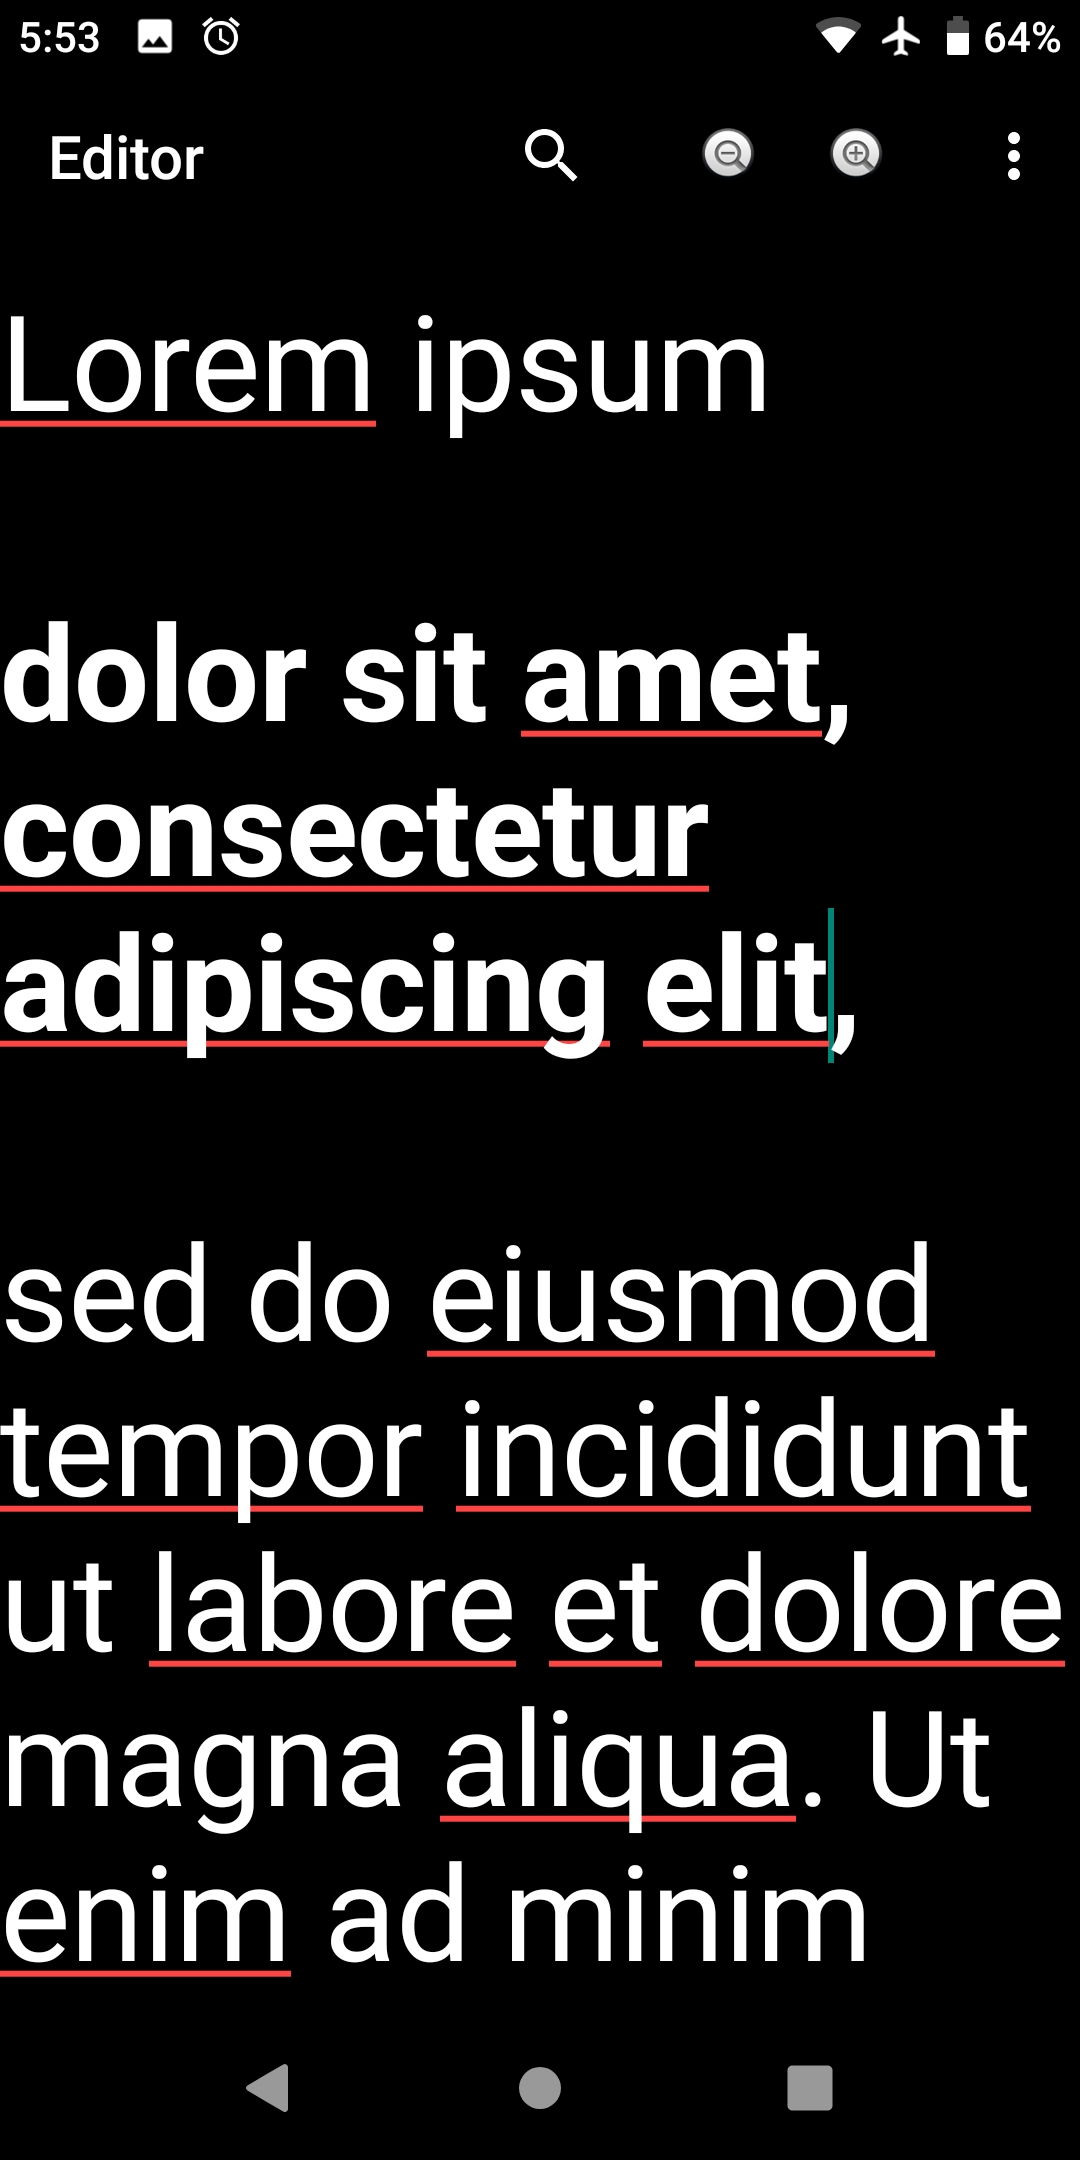 5:53 64%
Editor
Lorem ipsum
dolor sit amet,
consectetur
adipiscing elit,
sed do eiusmod
tempor incididunt
ut labore et dolore
magna aliqua. Ut
enim ad minim